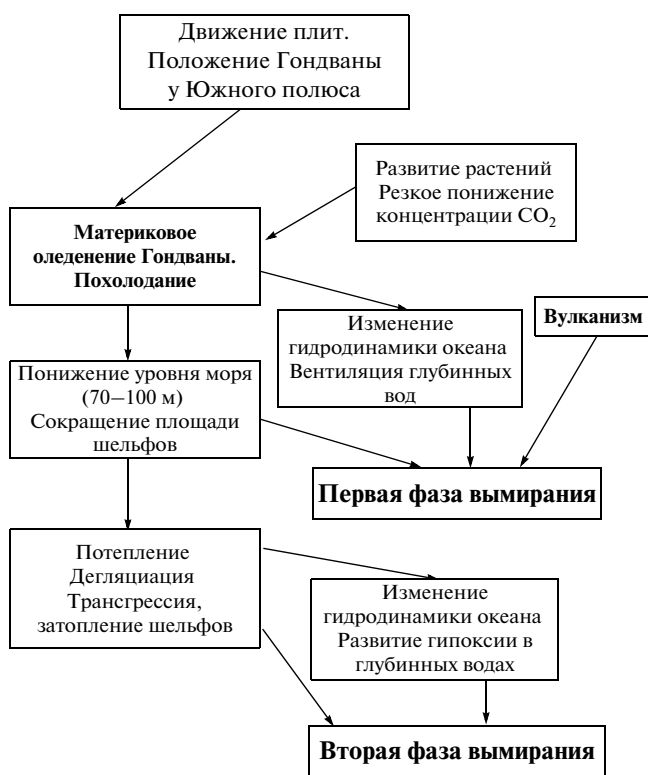 Движение плит.
Положение Гондваны
у Южного полюса
Развитие растений
Резкое понижение
концентрации CO₂
Материковое
оледенение Гондваны.
Похолодание
Изменение
гидродинамики океана
Вентиляция глубинных
вод
Вулканизм
Понижение уровня моря
(70–100 м)
Сокращение площади
шельфов
Первая фаза вымирания
Потепление
Дегляциация
Трансгрессия,
затопление шельфов
Изменение
гидродинамики океана
Развитие гипоксии в
глубинных водах
Вторая фаза вымирания